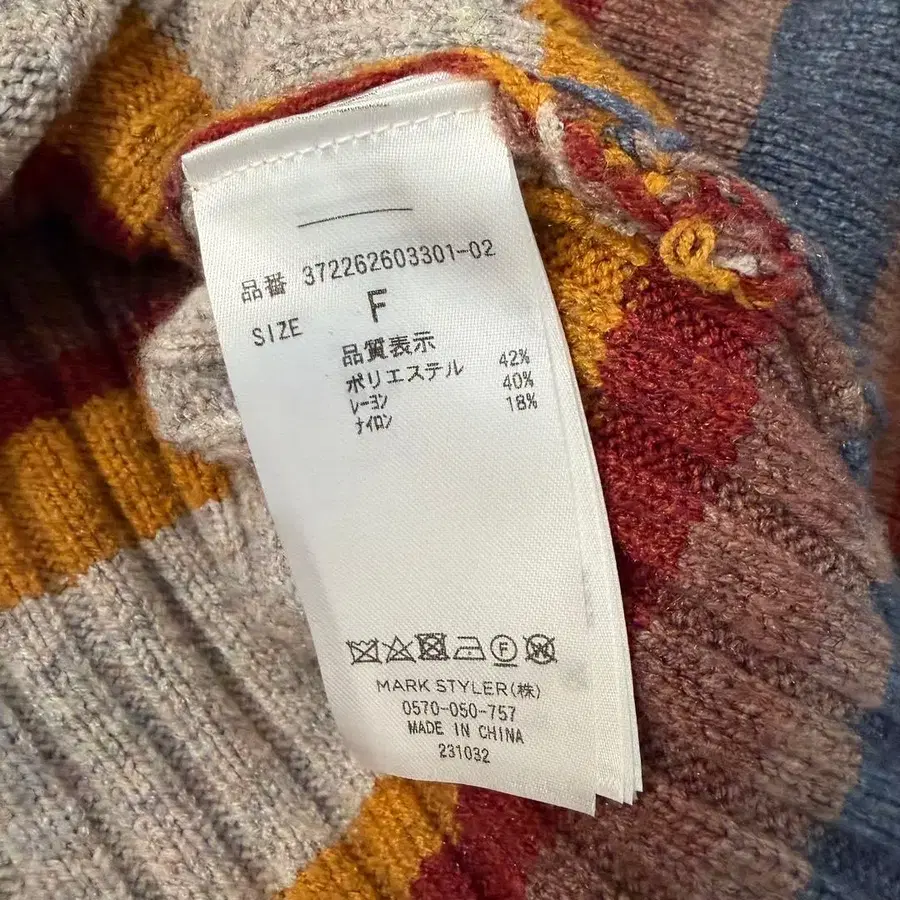 品番 372262603301-02
SIZE F
品質表示
ポリエステル 42%
レーヨン 40%
ナイロン 18%
MARK STYLER(株)
0570-050-757
MADE IN CHINA
231032